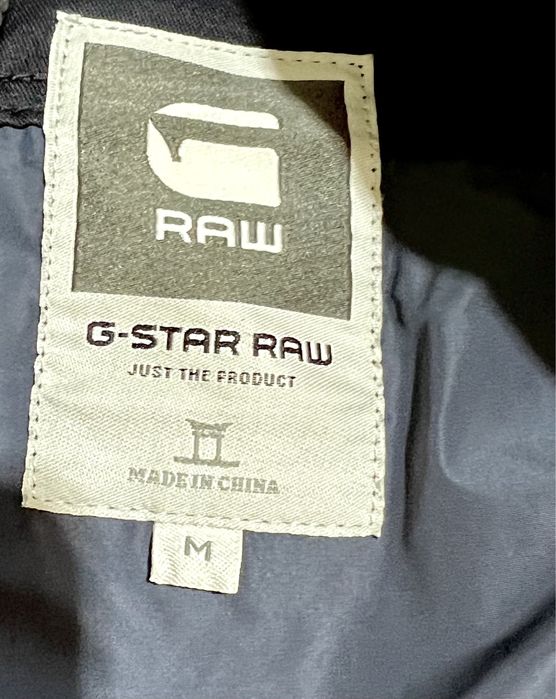 RAW
G-STAR RAW
JUST THE PRODUCT
MADE IN CHINA
M